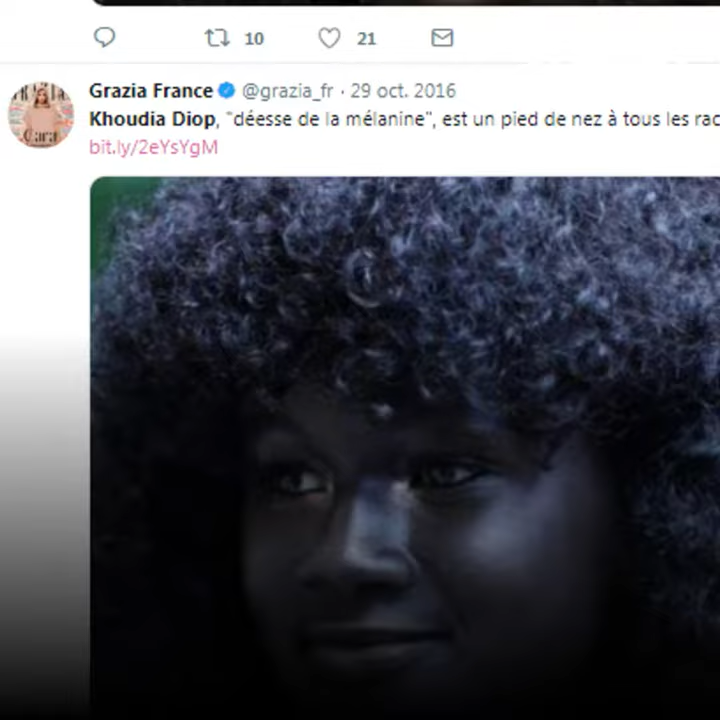 10 21
Grazia France @grazia_fr · 29 oct. 2016
Khoudia Diop, "déesse de la mélanine", est un pied de nez à tous les
bit.ly/2eYsYgM